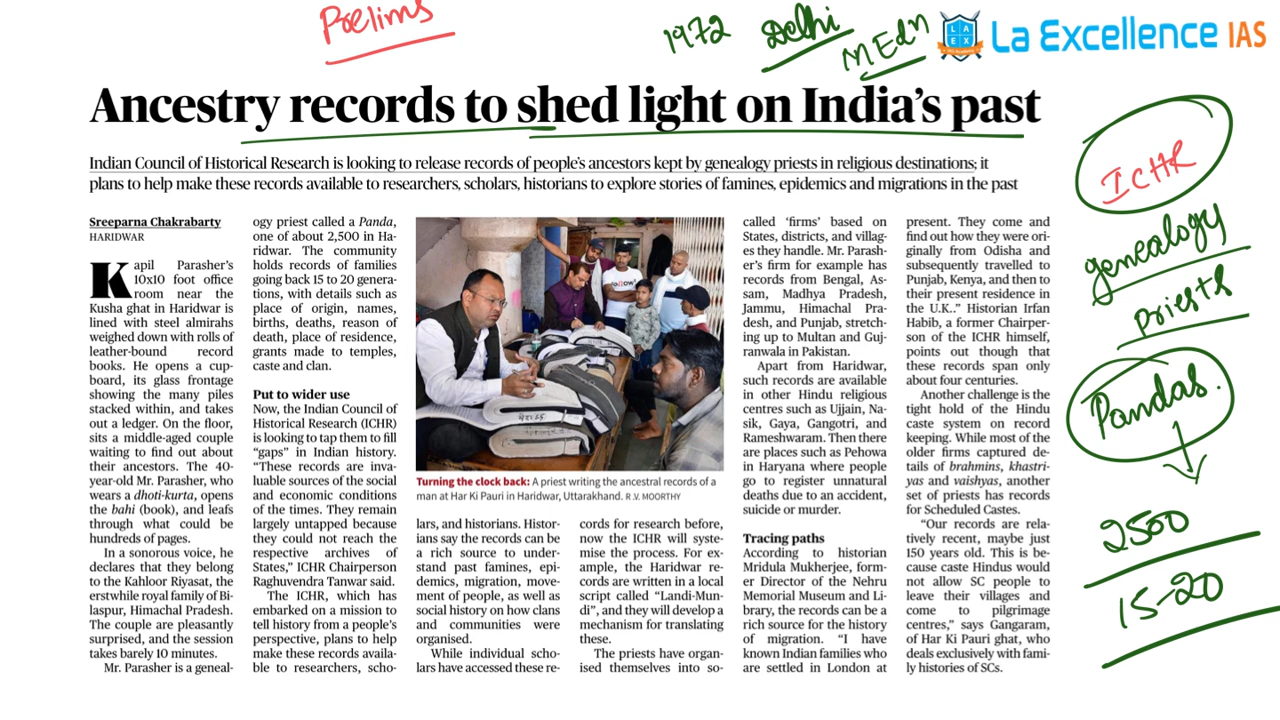 Prelims
1972 Delhi
M Edn
La Excellence IAS
Ancestry records to shed light on India's past
Indian Council of Historical Research is looking to release records of people's ancestors kept by genealogy priests in religious destinations; it
plans to help make these records available to researchers, scholars, historians to explore stories of famines, epidemics and migrations in the past
Sreeparna Chakrabarty
HARIDWAR
Kapil Parasher's
10x10 foot office
room near the
Kusha ghat in Haridwar is
lined with steel almirahs
weighed down with rolls of
leather-bound record
books. He opens a cup-
board, its glass frontage
showing the many piles
stacked within, and takes
out a ledger. On the floor,
sits a middle-aged couple
waiting to find out about
their ancestors. The 40-
year-old Mr. Parasher, who
wears a dhoti-kurta, opens
the bahi (book), and leafs
through what could be
hundreds of pages.
In a sonorous voice, he
declares that they belong
to the Kahloor Riyasat, the
erstwhile royal family of Bi-
laspur, Himachal Pradesh.
The couple are pleasantly
surprised, and the session
takes barely 10 minutes.
Mr. Parasher is a geneal-
ogy priest called a Panda,
one of about 2,500 in Ha-
ridwar. The community
holds records of families
going back 15 to 20 genera-
tions, with details such as
place of origin, names,
births, deaths, reason of
death, place of residence,
grants made to temples,
caste and clan.
Put to wider use
Now, the Indian Council of
Historical Research (ICHR)
is looking to tap them to fill
“gaps” in Indian history.
“These records are inva-
luable sources of the social
and economic conditions
of the times. They remain
largely untapped because
they could not reach the
respective archives of
States,” ICHR Chairperson
Raghuvendra Tanwar said.
The ICHR, which has
embarked on a mission to
tell history from a people's
perspective, plans to help
make these records availa-
ble to researchers, scho-
Turning the clock back: A priest writing the ancestral records of a
man at Har Ki Pauri in Haridwar, Uttarakhand. R.V. MOORTHY
lars, and historians. Histor-
ians say the records can be
a rich source to under-
stand past famines, epi-
demics, migration, move-
ment of people, as well as
social history on how clans
and communities were
organised.
While individual scho-
lars have accessed these re-
cords for research before,
now the ICHR will syste-
mise the process. For ex-
ample, the Haridwar re-
cords are written in a local
script called “Landi-Mun-
di”, and they will develop a
mechanism for translating
these.
The priests have organ-
ised themselves into so-
called ‘firms’ based on
States, districts, and villag-
es they handle. Mr. Parash-
er's firm for example has
records from Bengal, As-
sam, Madhya Pradesh,
Jammu, Himachal Pra-
desh, and Punjab, stretch-
ing up to Multan and Guj-
ranwala in Pakistan.
Apart from Haridwar,
such records are available
in other Hindu religious
centres such as Ujjain, Na-
sik, Gaya, Gangotri, and
Rameshwaram. Then there
are places such as Pehowa
in Haryana where people
go to register unnatural
deaths due to an accident,
suicide or murder.
Tracing paths
According to historian
Mridula Mukherjee, form-
er Director of the Nehru
Memorial Museum and Li-
brary, the records can be a
rich source for the history
of migration. “I have
known Indian families who
are settled in London at
present. They come and
find out how they were ori-
ginally from Odisha and
subsequently travelled to
Punjab, Kenya, and then to
their present residence in
the U.K..” Historian Irfan
Habib, a former Chairper-
son of the ICHR himself,
points out though that
these records span only
about four centuries.
Another challenge is the
tight hold of the Hindu
caste system on record
keeping. While most of the
older firms captured de-
tails of brahmins, khastri-
yas and vaishyas, another
set of priests has records
for Scheduled Castes.
“Our records are rela-
tively recent, maybe just
150 years old. This is be-
cause caste Hindus would
not allow SC people to
leave their villages and
come to pilgrimage
centres,” says Gangaram,
of Har Ki Pauri ghat, who
deals exclusively with fami-
ly histories of SCs.
ICHR
genealogy
priests
Pandas.
2500
15-20